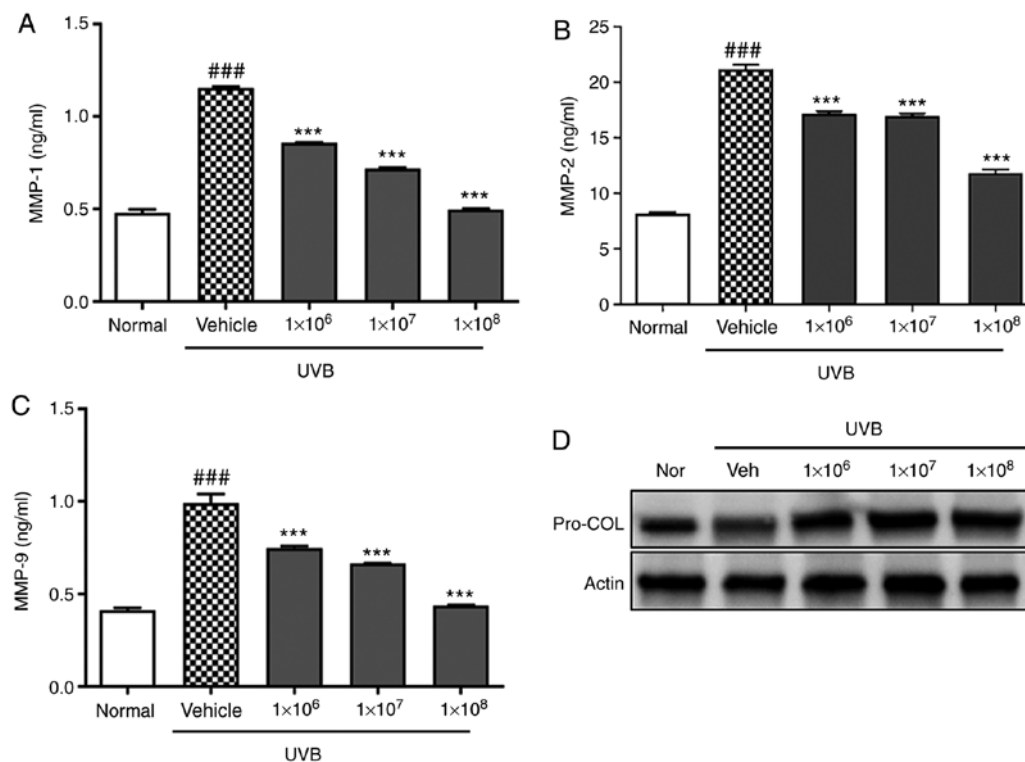 A
MMP-1 (ng/ml)
1.5
1.0
0.5
0.0
###
***
***
***
Normal Vehicle 1×10⁶ 1×10⁷ 1×10⁸
UVB
B
MMP-2 (ng/ml)
25
20
15
10
5
0
###
***
***
***
Normal Vehicle 1×10⁶ 1×10⁷ 1×10⁸
UVB
C
MMP-9 (ng/ml)
1.5
1.0
0.5
0.0
###
***
***
***
Normal Vehicle 1×10⁶ 1×10⁷ 1×10⁸
UVB
D
UVB
Nor Veh 1×10⁶ 1×10⁷ 1×10⁸
Pro-COL
Actin